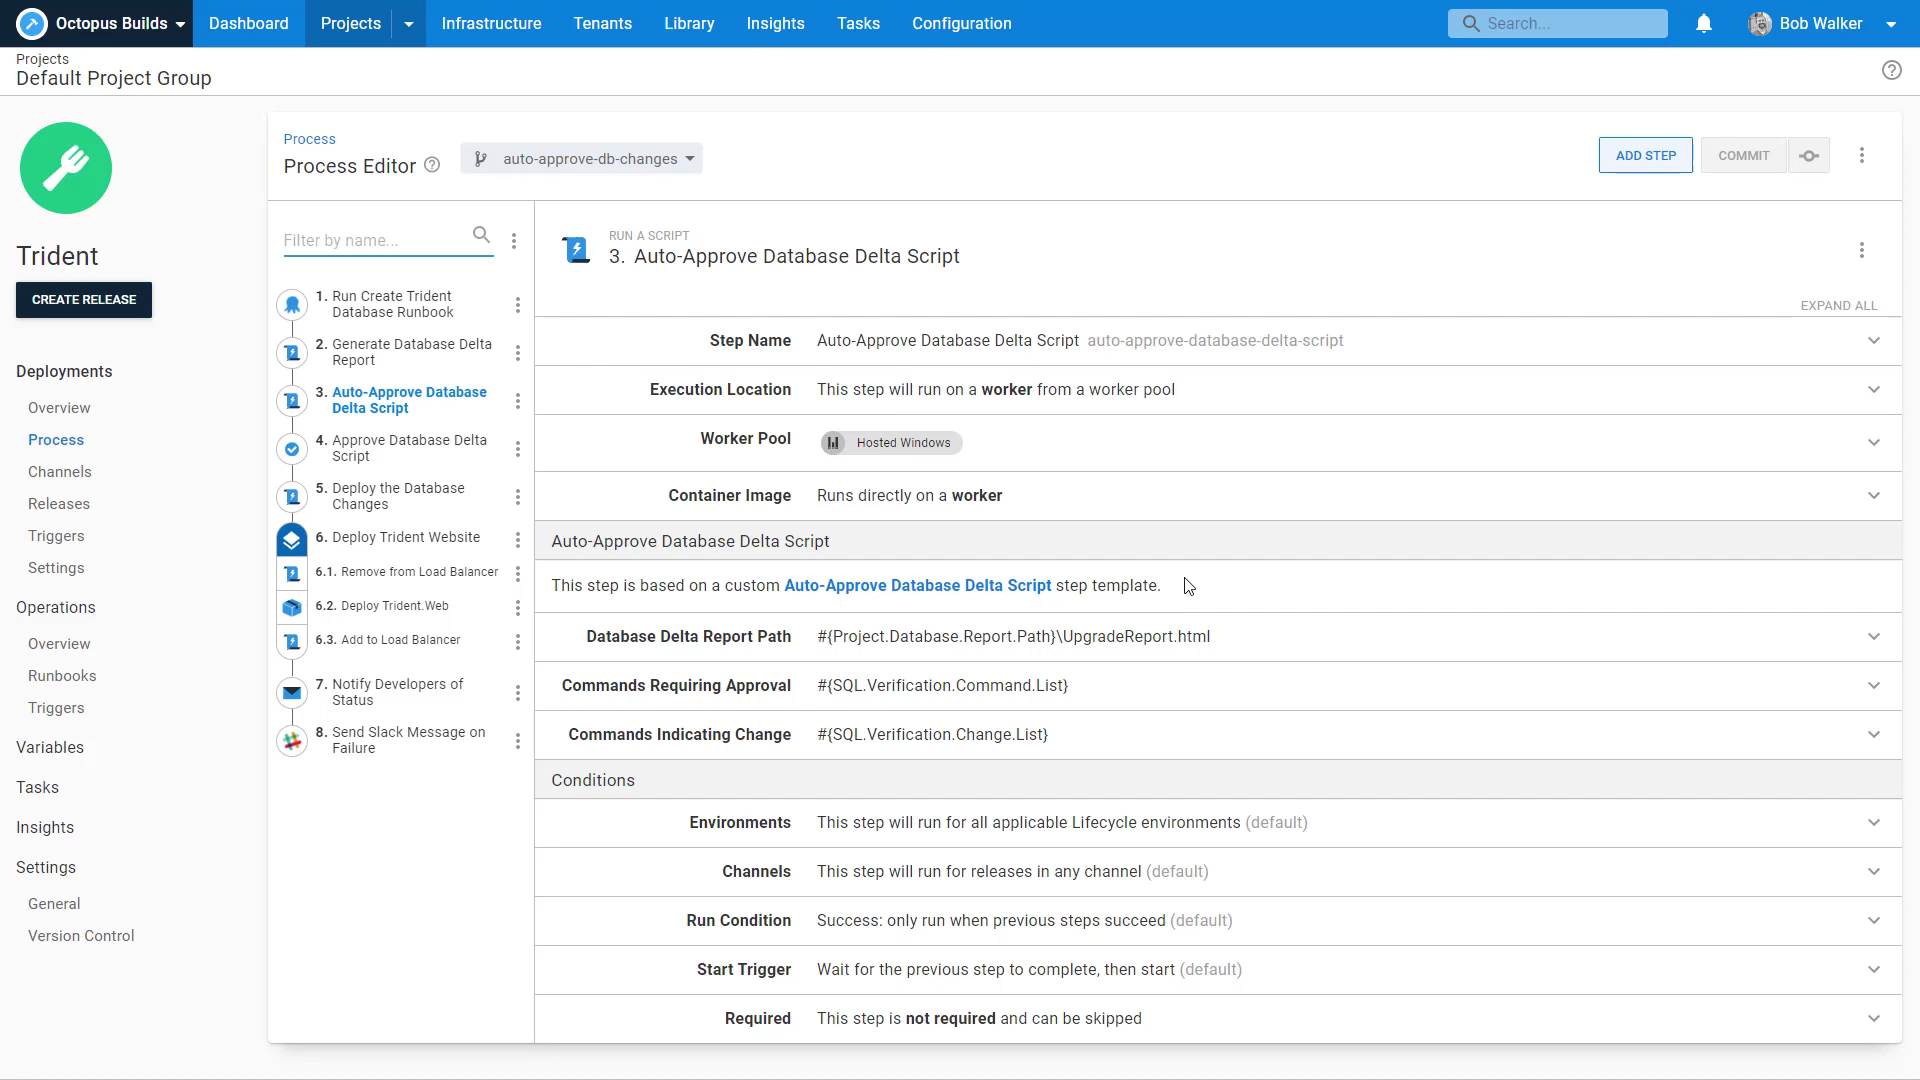 Octopus Builds
Dashboard
Projects
Infrastructure
Tenants
Library
Insights
Tasks
Configuration
Search...
Bob Walker
Projects
Default Project Group
Trident
CREATE RELEASE
Deployments
Overview
Process
Channels
Releases
Triggers
Settings
Operations
Overview
Runbooks
Triggers
Variables
Tasks
Insights
Settings
General
Version Control
Process
Process Editor
auto-approve-db-changes
ADD STEP
COMMIT
Filter by name...
1. Run Create Trident
Database Runbook
2. Generate Database Delta
Report
3. Auto-Approve Database
Delta Script
4. Approve Database Delta
Script
5. Deploy the Database
Changes
6. Deploy Trident Website
6.1. Remove from Load Balancer
6.2. Deploy Trident.Web
6.3. Add to Load Balancer
7. Notify Developers of
Status
8. Send Slack Message on
Failure
RUN A SCRIPT
3. Auto-Approve Database Delta Script
EXPAND ALL
Step Name Auto-Approve Database Delta Script auto-approve-database-delta-script
Execution Location This step will run on a worker from a worker pool
Worker Pool Hosted Windows
Container Image Runs directly on a worker
Auto-Approve Database Delta Script
This step is based on a custom Auto-Approve Database Delta Script step template.
Database Delta Report Path #{Project.Database.Report.Path}\UpgradeReport.html
Commands Requiring Approval #{SQL.Verification.Command.List}
Commands Indicating Change #{SQL.Verification.Change.List}
Conditions
Environments This step will run for all applicable Lifecycle environments (default)
Channels This step will run for releases in any channel (default)
Run Condition Success: only run when previous steps succeed (default)
Start Trigger Wait for the previous step to complete, then start (default)
Required This step is not required and can be skipped